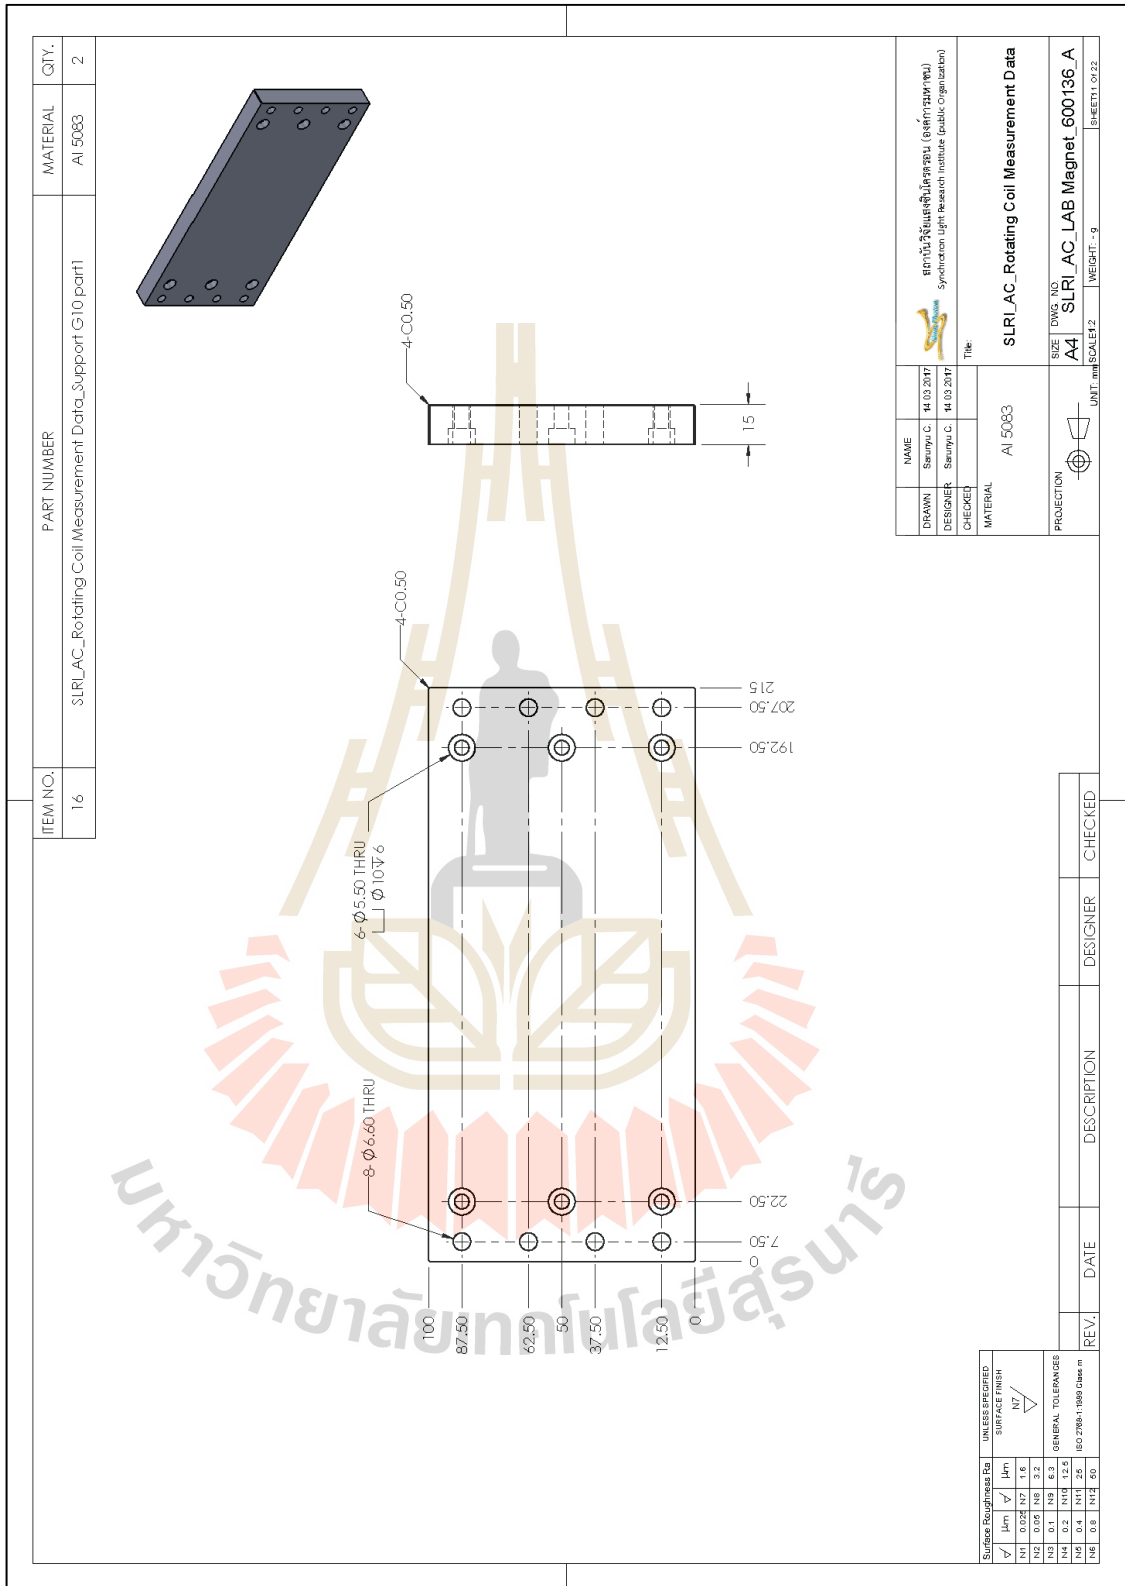 ITEM NO. PART NUMBER MATERIAL QTY.
16 SLRI_AC_Rotating Coil Measurement Data_Support G10 part1 Al 5083 2
8-Ø6.60 THRU
6-Ø5.50 THRU
⌴Ø10↧6
4-C0.50
4-C0.50
100
87.50
62.50
50
37.50
12.50
0
0
7.50
22.50
192.50
207.50
215
15
มหาวิทยาลัยเทคโนโลยีสุรนารี
Surface Roughness Ra
μm μm
N1 0.025 N7 1.6
N2 0.05 N8 3.2
N3 0.1 N9 6.3
N4 0.2 N10 12.5
N5 0.4 N11 25
N6 0.8 N12 50
UNLESS SPECIFIED
SURFACE FINISH
N7
GENERAL TOLERANCES
ISO 2768-1:1989 Class m
REV. DATE DESCRIPTION DESIGNER CHECKED
NAME
DRAWN Sarunyu C. 14 03 2017
DESIGNER Sarunyu C. 14 03 2017
CHECKED
MATERIAL
Al 5083
PROJECTION
UNIT: mm
สถาบันวิจัยแสงซินโครตรอน (องค์การมหาชน)
Synchrotron Light Research Institute (public Organization)
Title:
SLRI_AC_Rotating Coil Measurement Data
SIZE DWG. NO.
A4 SLRI_AC_LAB Magnet_600136_A
SCALE1:2 WEIGHT: - g SHEET11 OF 22